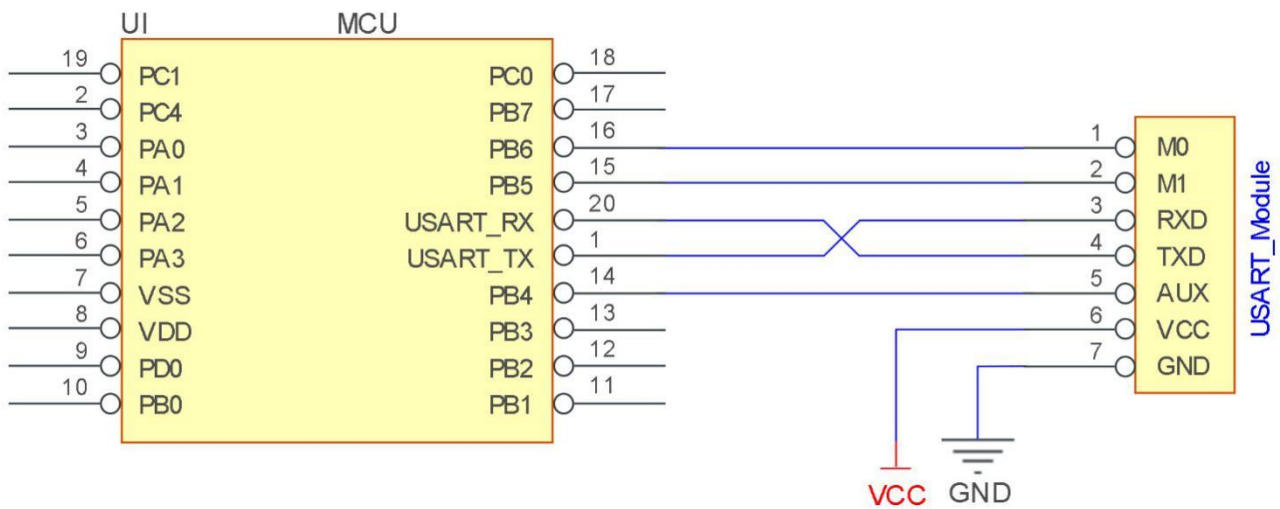 UI MCU
19 PC1 PC0 18
2 PC4 PB7 17
3 PA0 PB6 16
4 PA1 PB5 15
5 PA2 USART_RX 20
6 PA3 USART_TX 1
7 VSS PB4 14
8 VDD PB3 13
9 PD0 PB2 12
10 PB0 PB1 11
1 M0
2 M1
3 RXD
4 TXD
5 AUX
6 VCC
7 GND
USART_Module
VCC GND